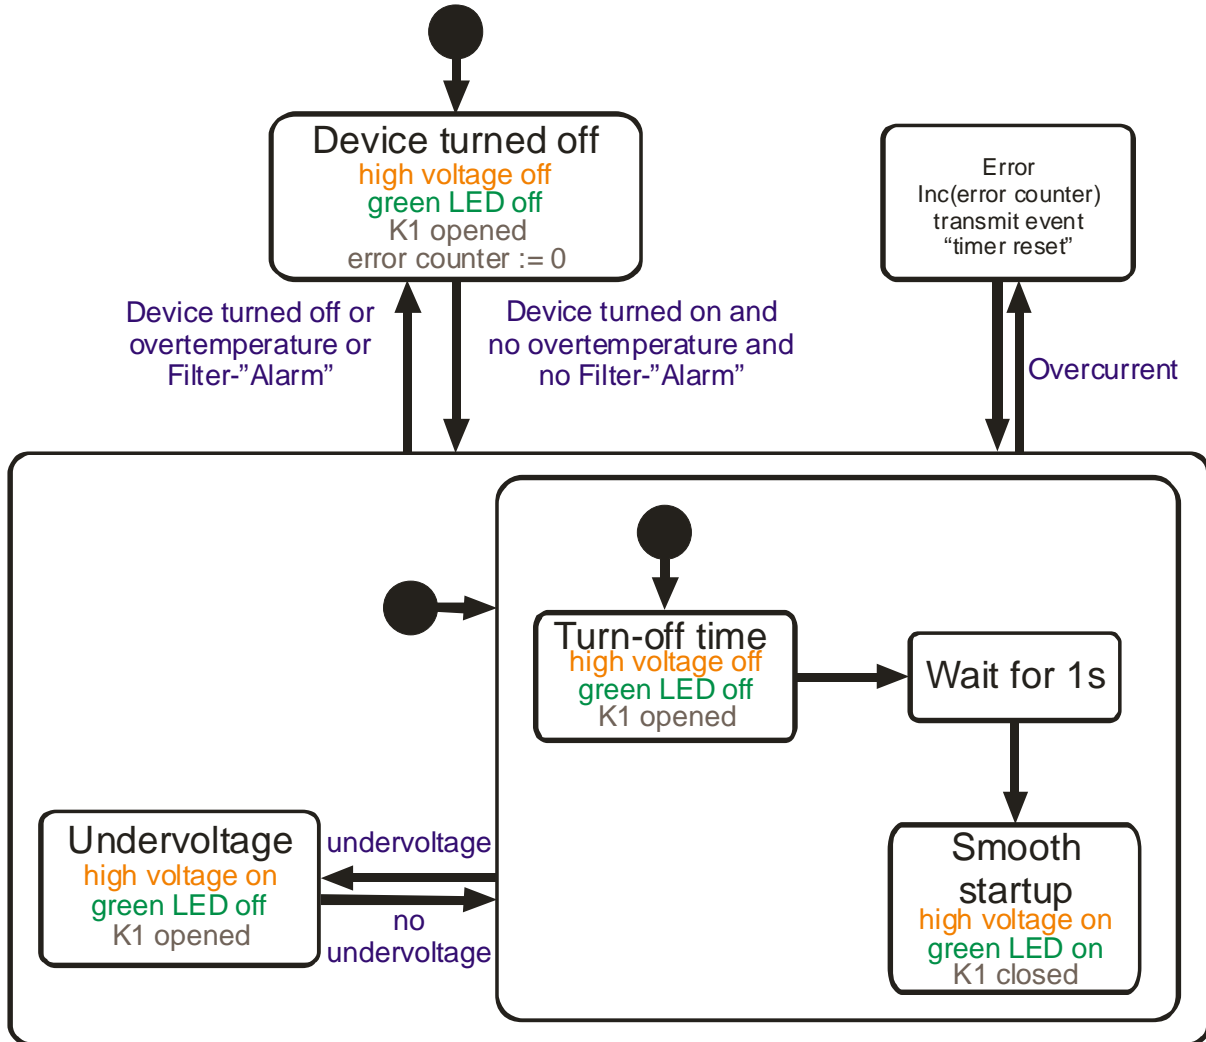 Device turned off
high voltage off
green LED off
K1 opened
error counter := 0
Error
Inc(error counter)
transmit event
“timer reset”
Device turned off or
overtemperature or
Filter-”Alarm”
Device turned on and
no overtemperature and
no Filter-”Alarm”
Overcurrent
Turn-off time
high voltage off
green LED off
K1 opened
Wait for 1s
Undervoltage
high voltage on
green LED off
K1 opened
undervoltage
no
undervoltage
Smooth
startup
high voltage on
green LED on
K1 closed